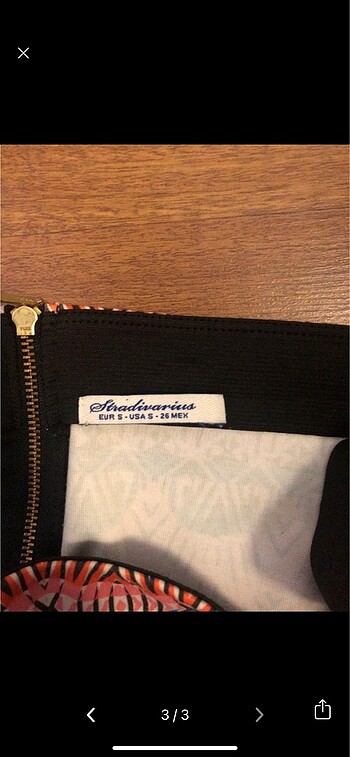 Stradivarius
EUR S - USA S - 26 MEX
3/3